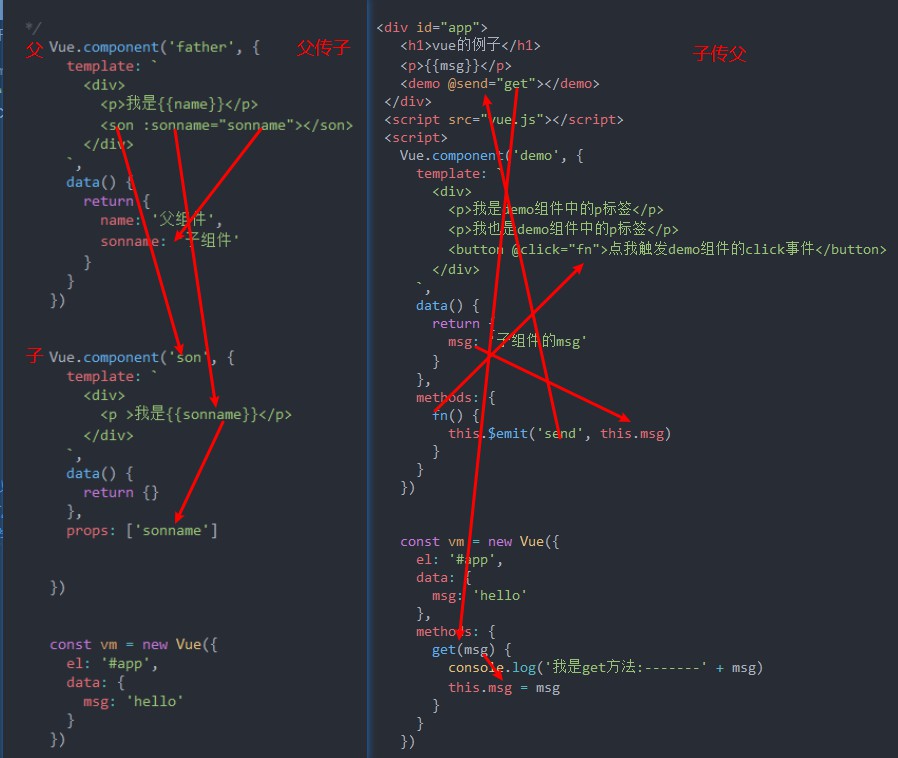 */
父 Vue.component('father', { 父传子
template: `
<div>
<p>我是{{name}}</p>
<son :sonname="sonname"></son>
</div>
`,
data() {
return {
name: '父组件',
sonname: '子组件'
}
}
})
子 Vue.component('son', {
template: `
<div>
<p >我是{{sonname}}</p>
</div>
`,
data() {
return {}
},
props: ['sonname']
})
const vm = new Vue({
el: '#app',
data: {
msg: 'hello'
}
})
<div id="app">
<h1>vue的例子</h1>
子传父
<p>{{msg}}</p>
<demo @send="get"></demo>
</div>
<script src="vue.js"></script>
<script>
Vue.component('demo', {
template: `
<div>
<p>我是demo组件中的p标签</p>
<p>我也是demo组件中的p标签</p>
<button @click="fn">点我触发demo组件的click事件</button>
</div>
`,
data() {
return {
msg: '子组件的msg'
}
},
methods: {
fn() {
this.$emit('send', this.msg)
}
}
})
const vm = new Vue({
el: '#app',
data: {
msg: 'hello'
},
methods: {
get(msg) {
console.log('我是get方法:-------' + msg)
this.msg = msg
}
}
})